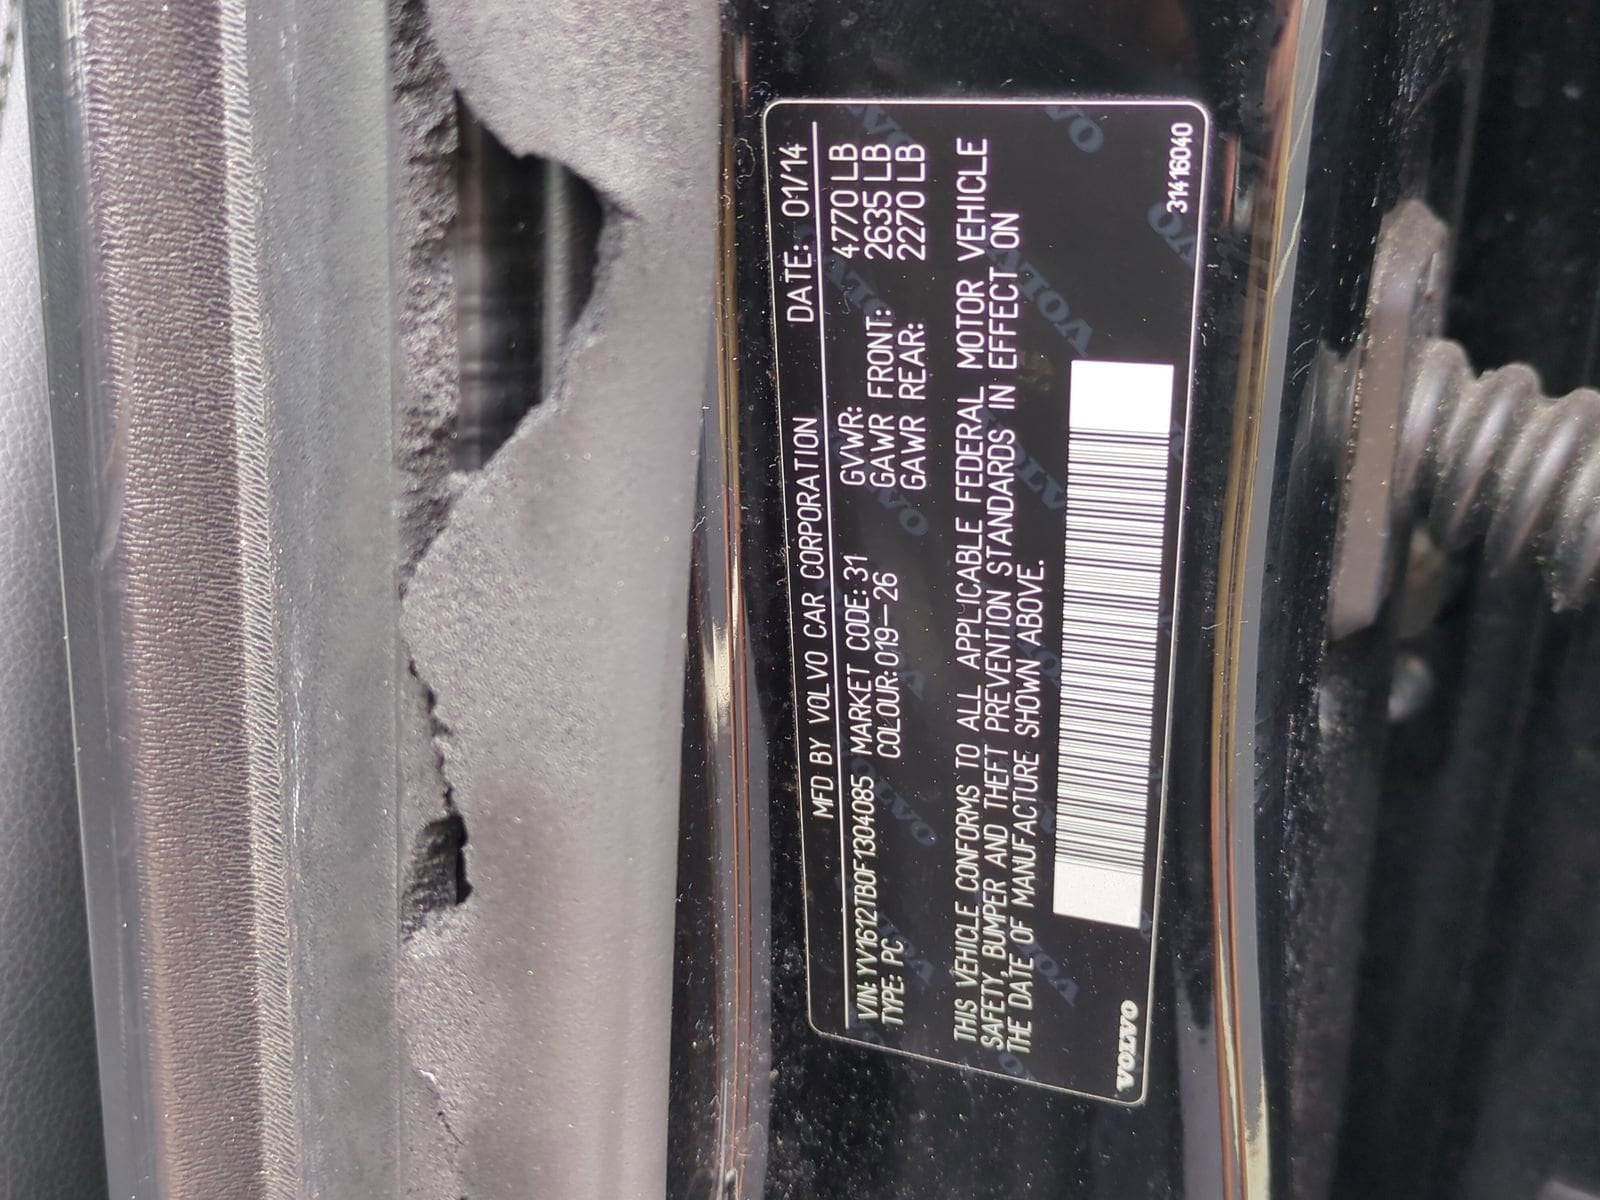 MFD BY VOLVO CAR CORPORATION DATE: 01/14
VIN: YV1612TB0F1304085 MARKET CODE: 31 GVWR: 4770 LB
TYPE: PC COLOUR: 019-26 GAWR FRONT: 2635 LB
GAWR REAR: 2270 LB
THIS VEHICLE CONFORMS TO ALL APPLICABLE FEDERAL MOTOR VEHICLE
SAFETY, BUMPER AND THEFT PREVENTION STANDARDS IN EFFECT ON
THE DATE OF MANUFACTURE SHOWN ABOVE.
VOLVO 31416040